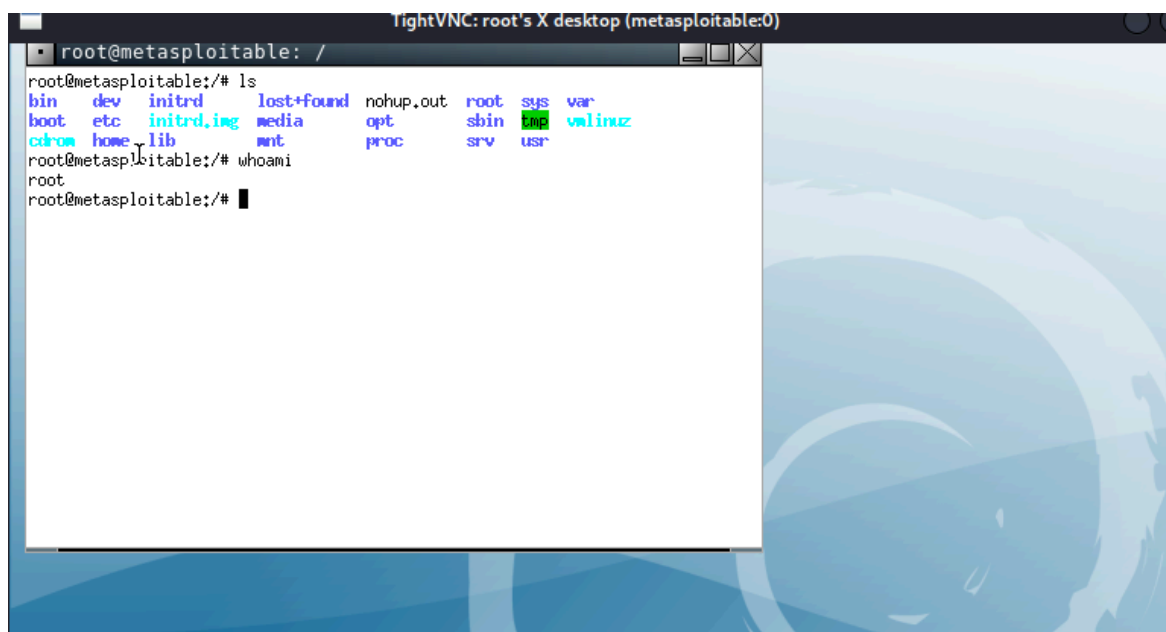 TightVNC: root's X desktop (metasploitable:0)
root@metasploitable: /
root@metasploitable:/# ls
bin dev initrd lost+found nohup.out root sys var
boot etc initrd.img media opt sbin tmp vmlinuz
cdrom home lib mnt proc srv usr
root@metasploitable:/# whoami
root
root@metasploitable:/#